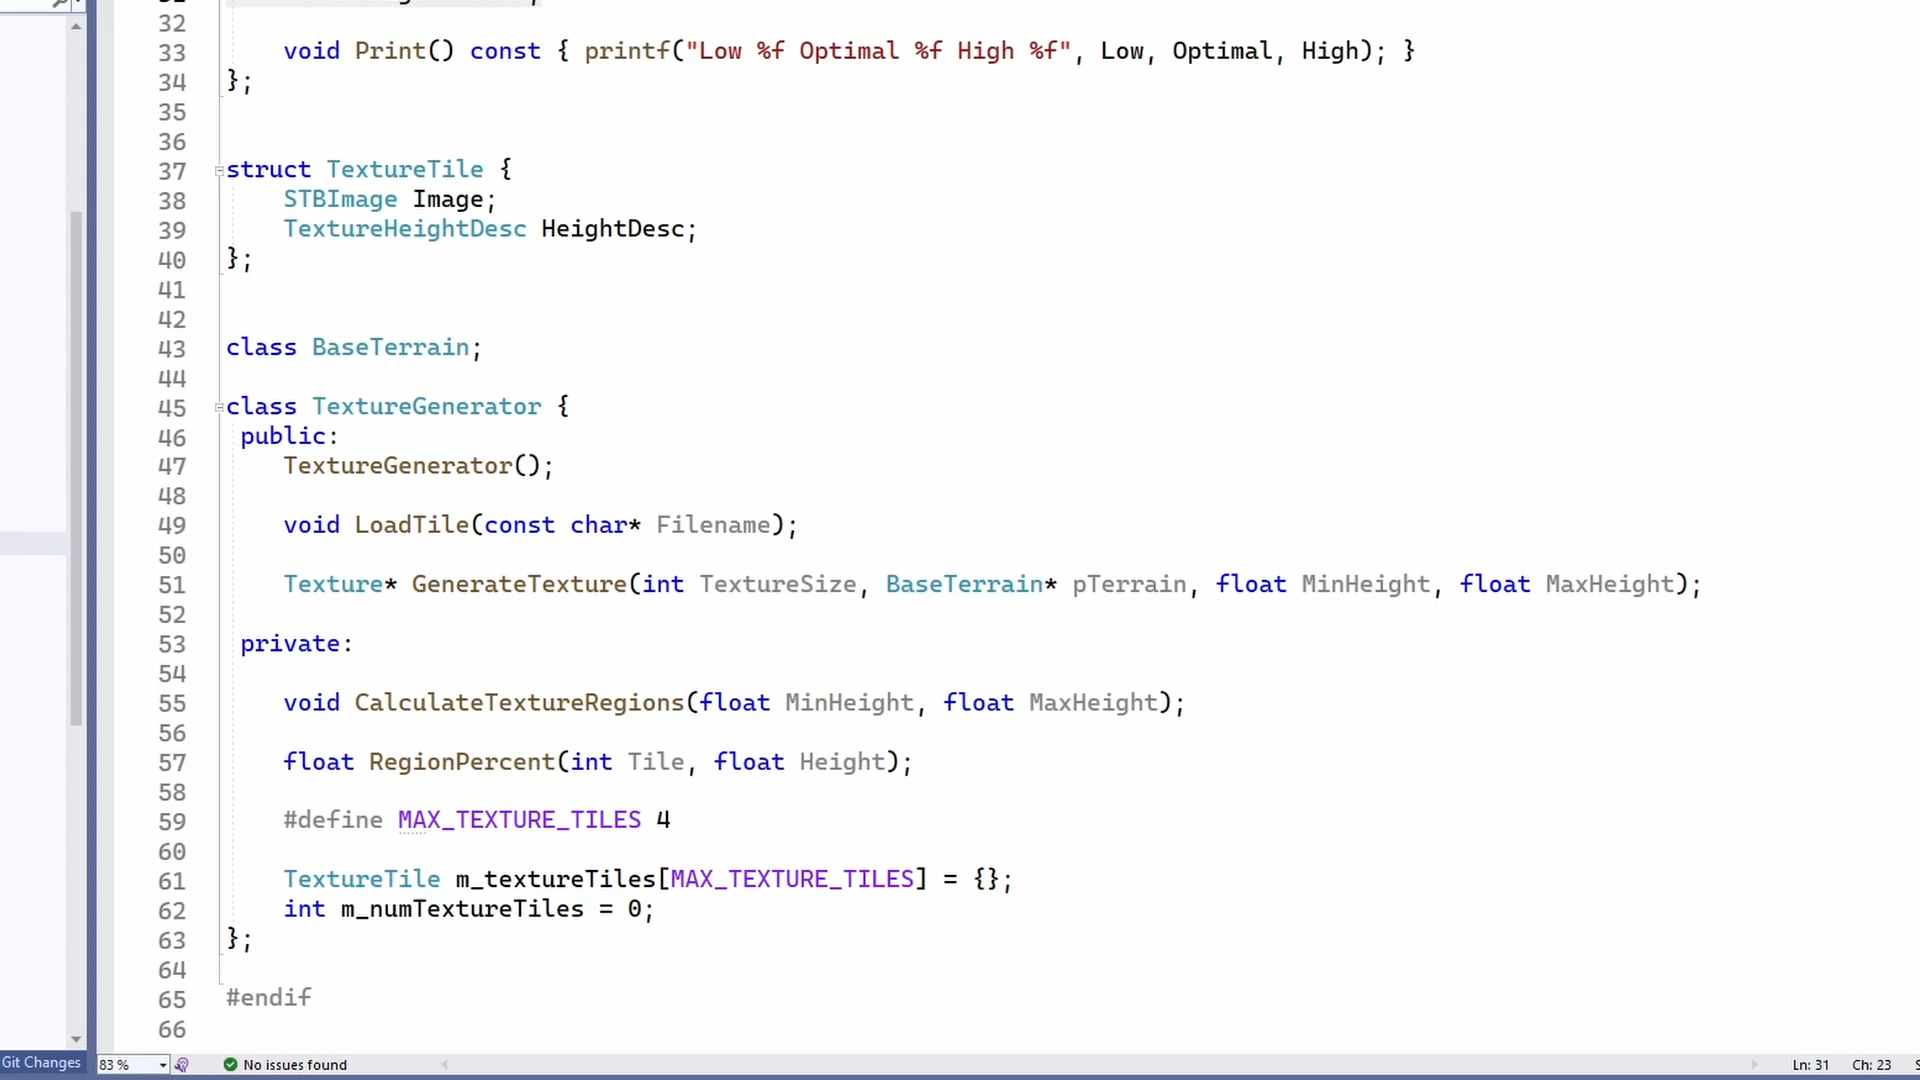 32
33 void Print() const { printf("Low %f Optimal %f High %f", Low, Optimal, High); }
34 };
35
36
37 struct TextureTile {
38 STBImage Image;
39 TextureHeightDesc HeightDesc;
40 };
41
42
43 class BaseTerrain;
44
45 class TextureGenerator {
46 public:
47 TextureGenerator();
48
49 void LoadTile(const char* Filename);
50
51 Texture* GenerateTexture(int TextureSize, BaseTerrain* pTerrain, float MinHeight, float MaxHeight);
52
53 private:
54
55 void CalculateTextureRegions(float MinHeight, float MaxHeight);
56
57 float RegionPercent(int Tile, float Height);
58
59 #define MAX_TEXTURE_TILES 4
60
61 TextureTile m_textureTiles[MAX_TEXTURE_TILES] = {};
62 int m_numTextureTiles = 0;
63 };
64
65 #endif
66
Git Changes 83 % No issues found Ln: 31 Ch: 23